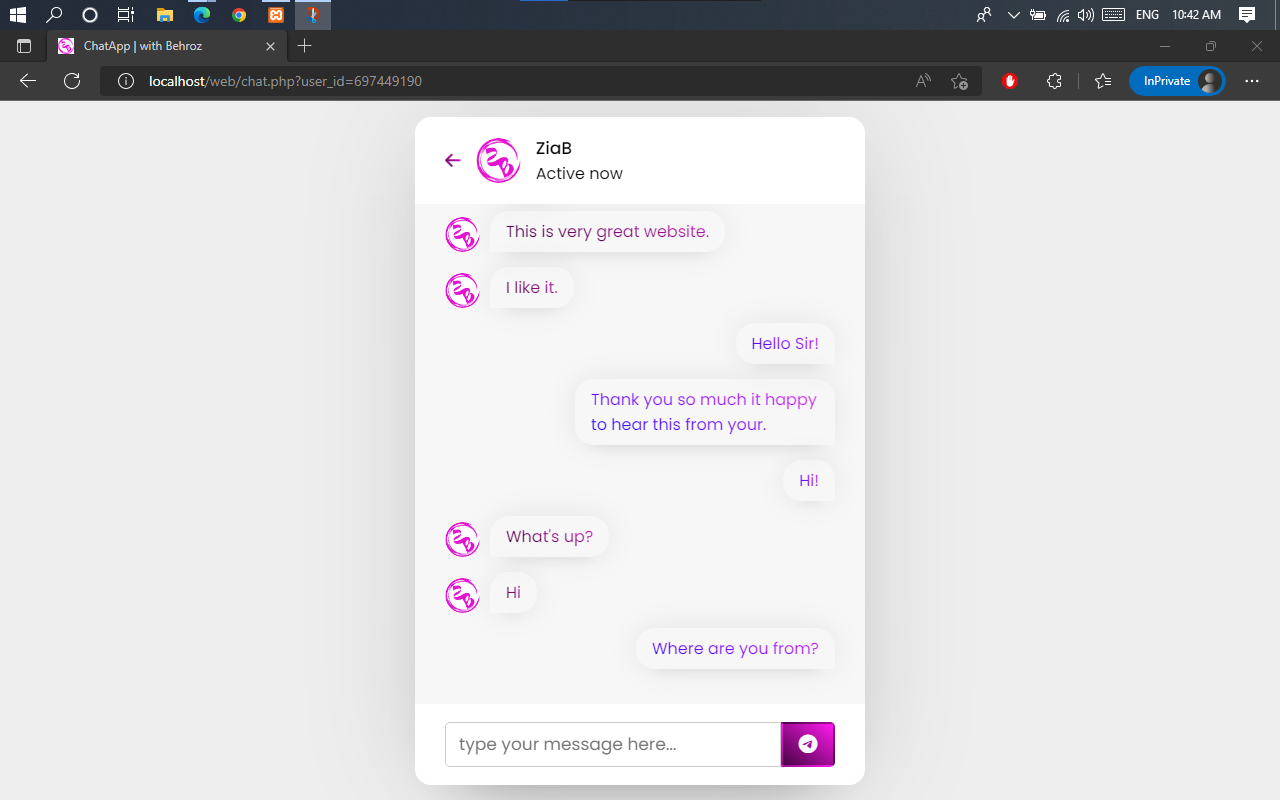 ENG 10:42 AM
ChatApp | with Behroz
localhost/web/chat.php?user_id=697449190
InPrivate
ZiaB
Active now
This is very great website.
I like it.
Hello Sir!
Thank you so much it happy
to hear this from your.
Hi!
What's up?
Hi
Where are you from?
type your message here...